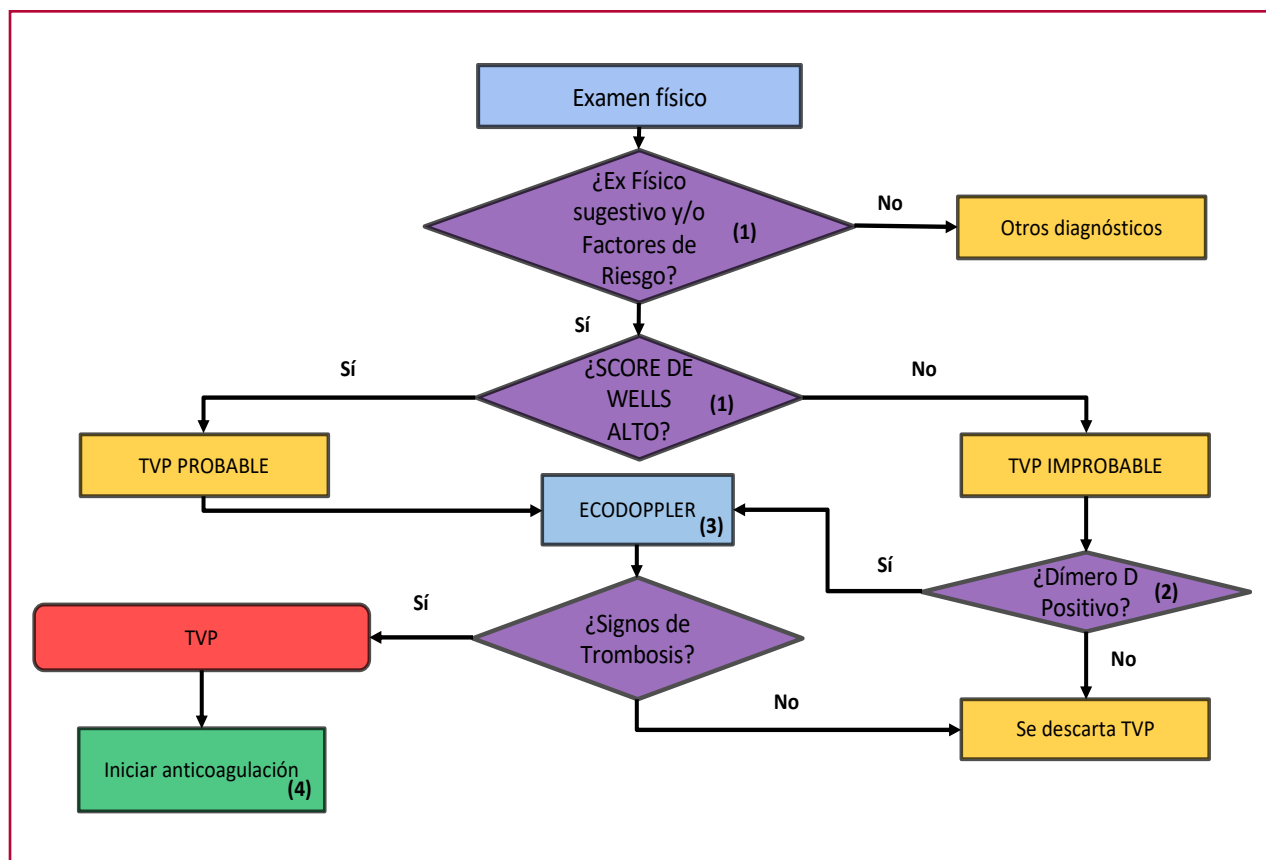 Examen físico
¿Ex Físico
sugestivo y/o
Factores de
Riesgo?
(1)
No
Otros diagnósticos
Sí
¿SCORE DE
WELLS
ALTO?
(1)
Sí
No
TVP PROBABLE
TVP IMPROBABLE
ECODOPPLER
(3)
¿Dímero D
Positivo?
(2)
Sí
No
¿Signos de
Trombosis?
Sí
No
TVP
Se descarta TVP
Iniciar anticoagulación
(4)